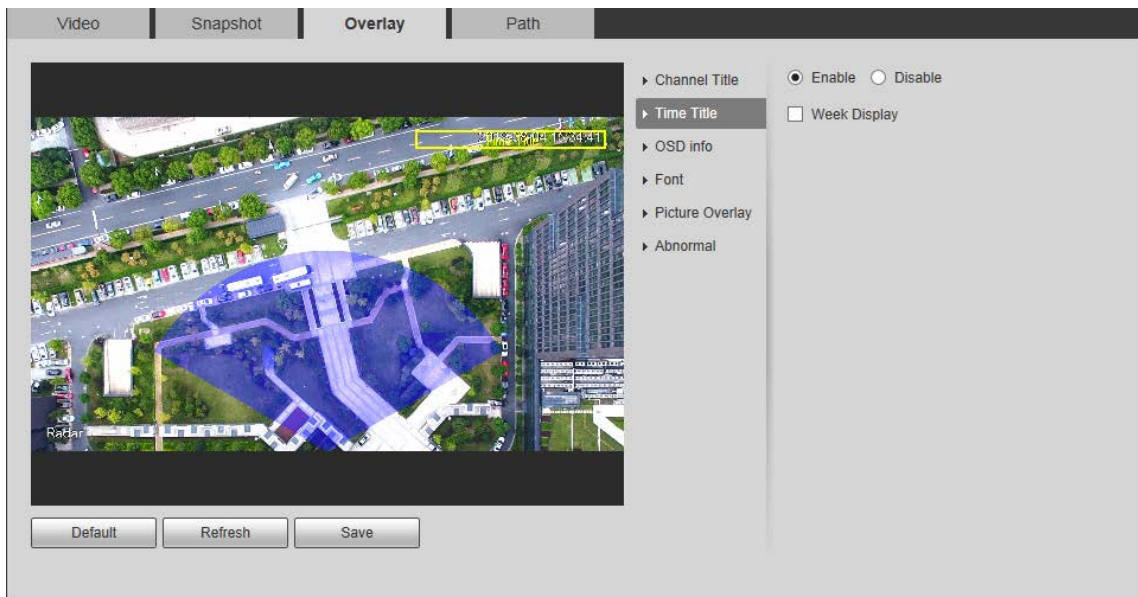 Video Snapshot Overlay Path
Channel Title
Time Title
OSD info
Font
Picture Overlay
Abnormal
Enable Disable
Week Display
Radar
Default Refresh Save